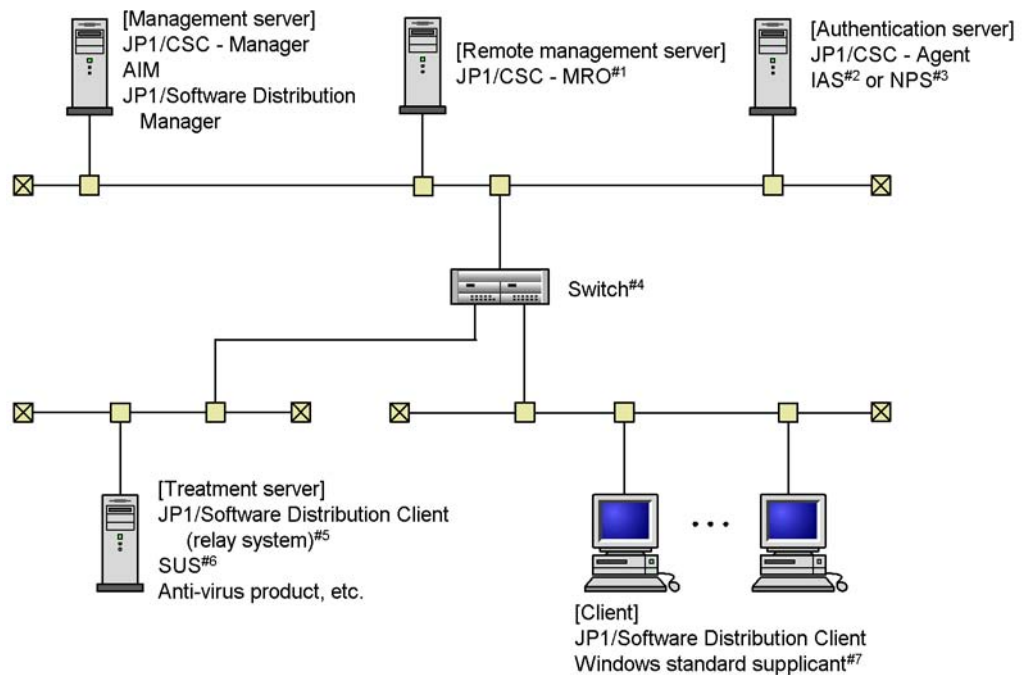 [Management server]
JP1/CSC - Manager
AIM
JP1/Software Distribution
Manager
[Remote management server]
JP1/CSC - MRO#1
[Authentication server]
JP1/CSC - Agent
IAS#2 or NPS#3
Switch#4
[Treatment server]
JP1/Software Distribution Client
(relay system)#5
SUS#6
Anti-virus product, etc.
[Client]
JP1/Software Distribution Client
Windows standard supplicant#7